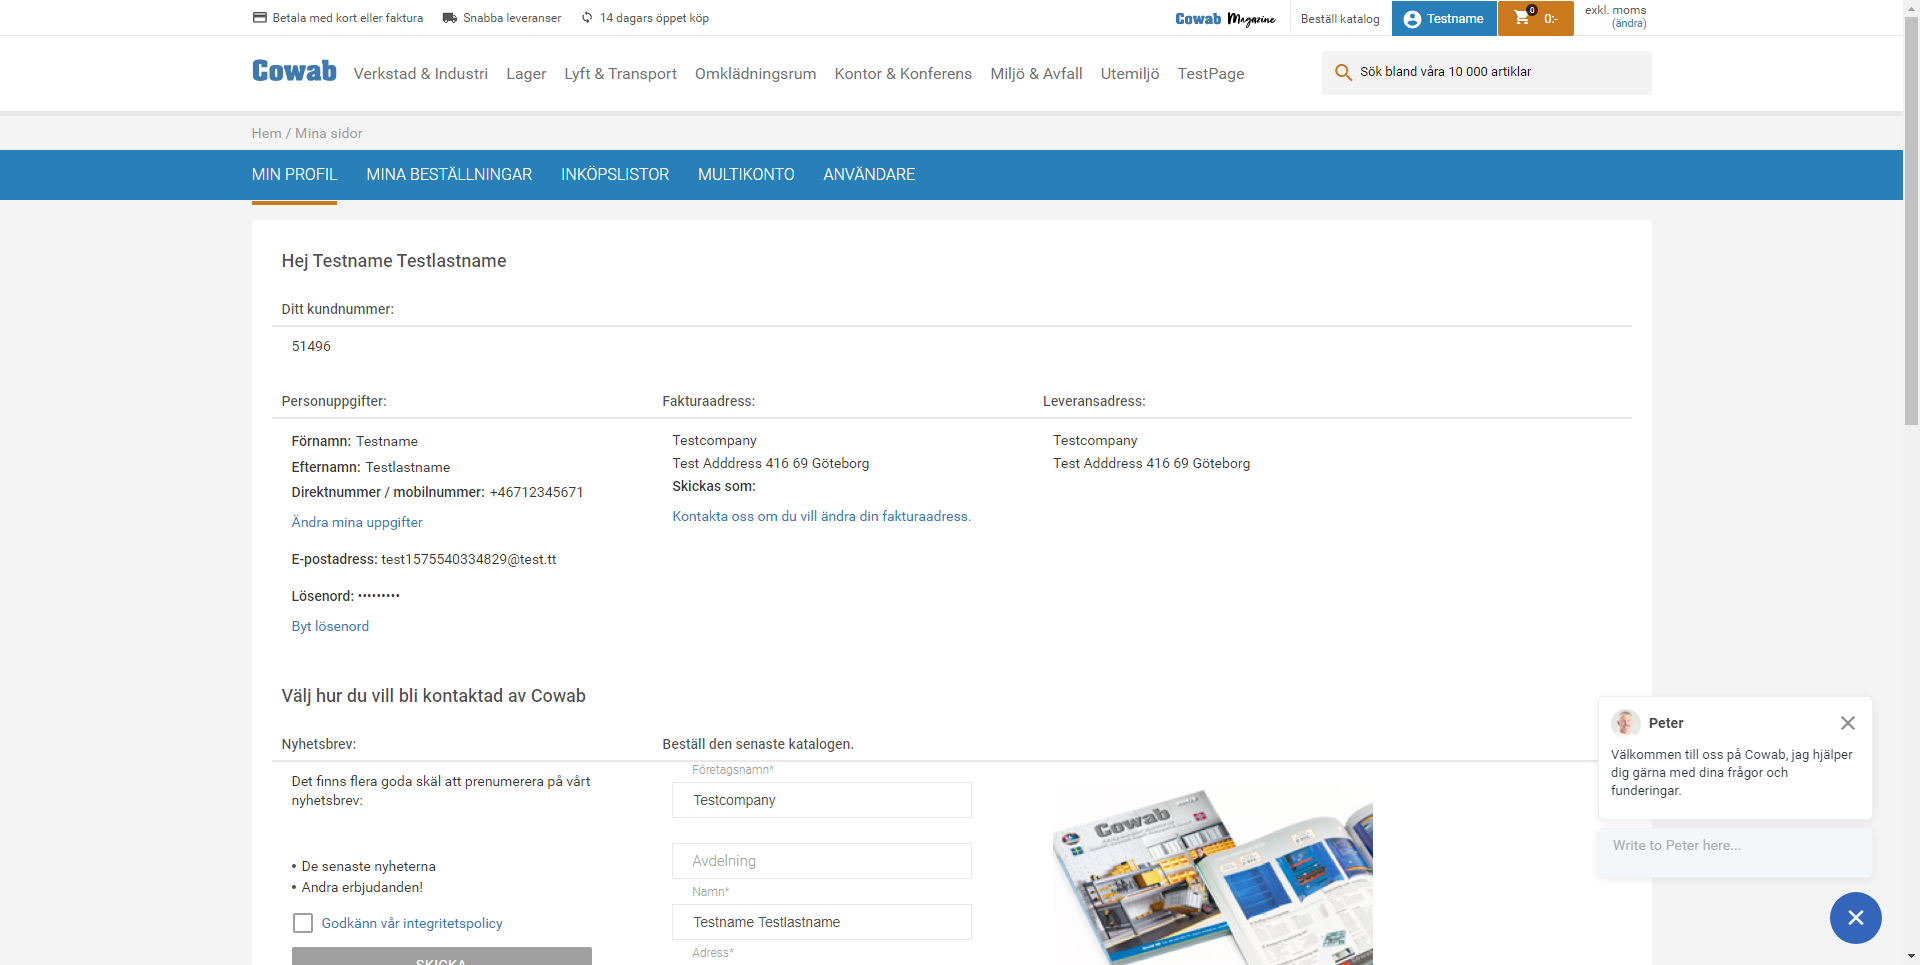 Betala med kort eller faktura
Snabba leveranser
14 dagars öppet köp
Cowab Magazine
Beställ katalog
Testname
0
0:-
exkl. moms
(ändra)
Cowab
Verkstad & Industri
Lager
Lyft & Transport
Omklädningsrum
Kontor & Konferens
Miljö & Avfall
Utemiljö
TestPage
Sök bland våra 10 000 artiklar
Hem / Mina sidor
MIN PROFIL
MINA BESTÄLLNINGAR
INKÖPSLISTOR
MULTIKONTO
ANVÄNDARE
Hej Testname Testlastname
Ditt kundnummer:
51496
Personuppgifter:
Förnamn: Testname
Efternamn: Testlastname
Direktnummer / mobilnummer: +46712345671
Ändra mina uppgifter
E-postadress: test1575540334829@test.tt
Lösenord: •••••••••
Byt lösenord
Fakturaadress:
Testcompany
Test Adddress 416 69 Göteborg
Skickas som:
Kontakta oss om du vill ändra din fakturaadress.
Leveransadress:
Testcompany
Test Adddress 416 69 Göteborg
Välj hur du vill bli kontaktad av Cowab
Nyhetsbrev:
Det finns flera goda skäl att prenumerera på vårt
nyhetsbrev:
• De senaste nyheterna
• Andra erbjudanden!
Godkänn vår integritetspolicy
SKICKA
Beställ den senaste katalogen.
Företagsnamn*
Testcompany
Avdelning
Namn*
Testname Testlastname
Adress*
Cowab
Peter
Välkommen till oss på Cowab, jag hjälper
dig gärna med dina frågor och
funderingar.
Write to Peter here...